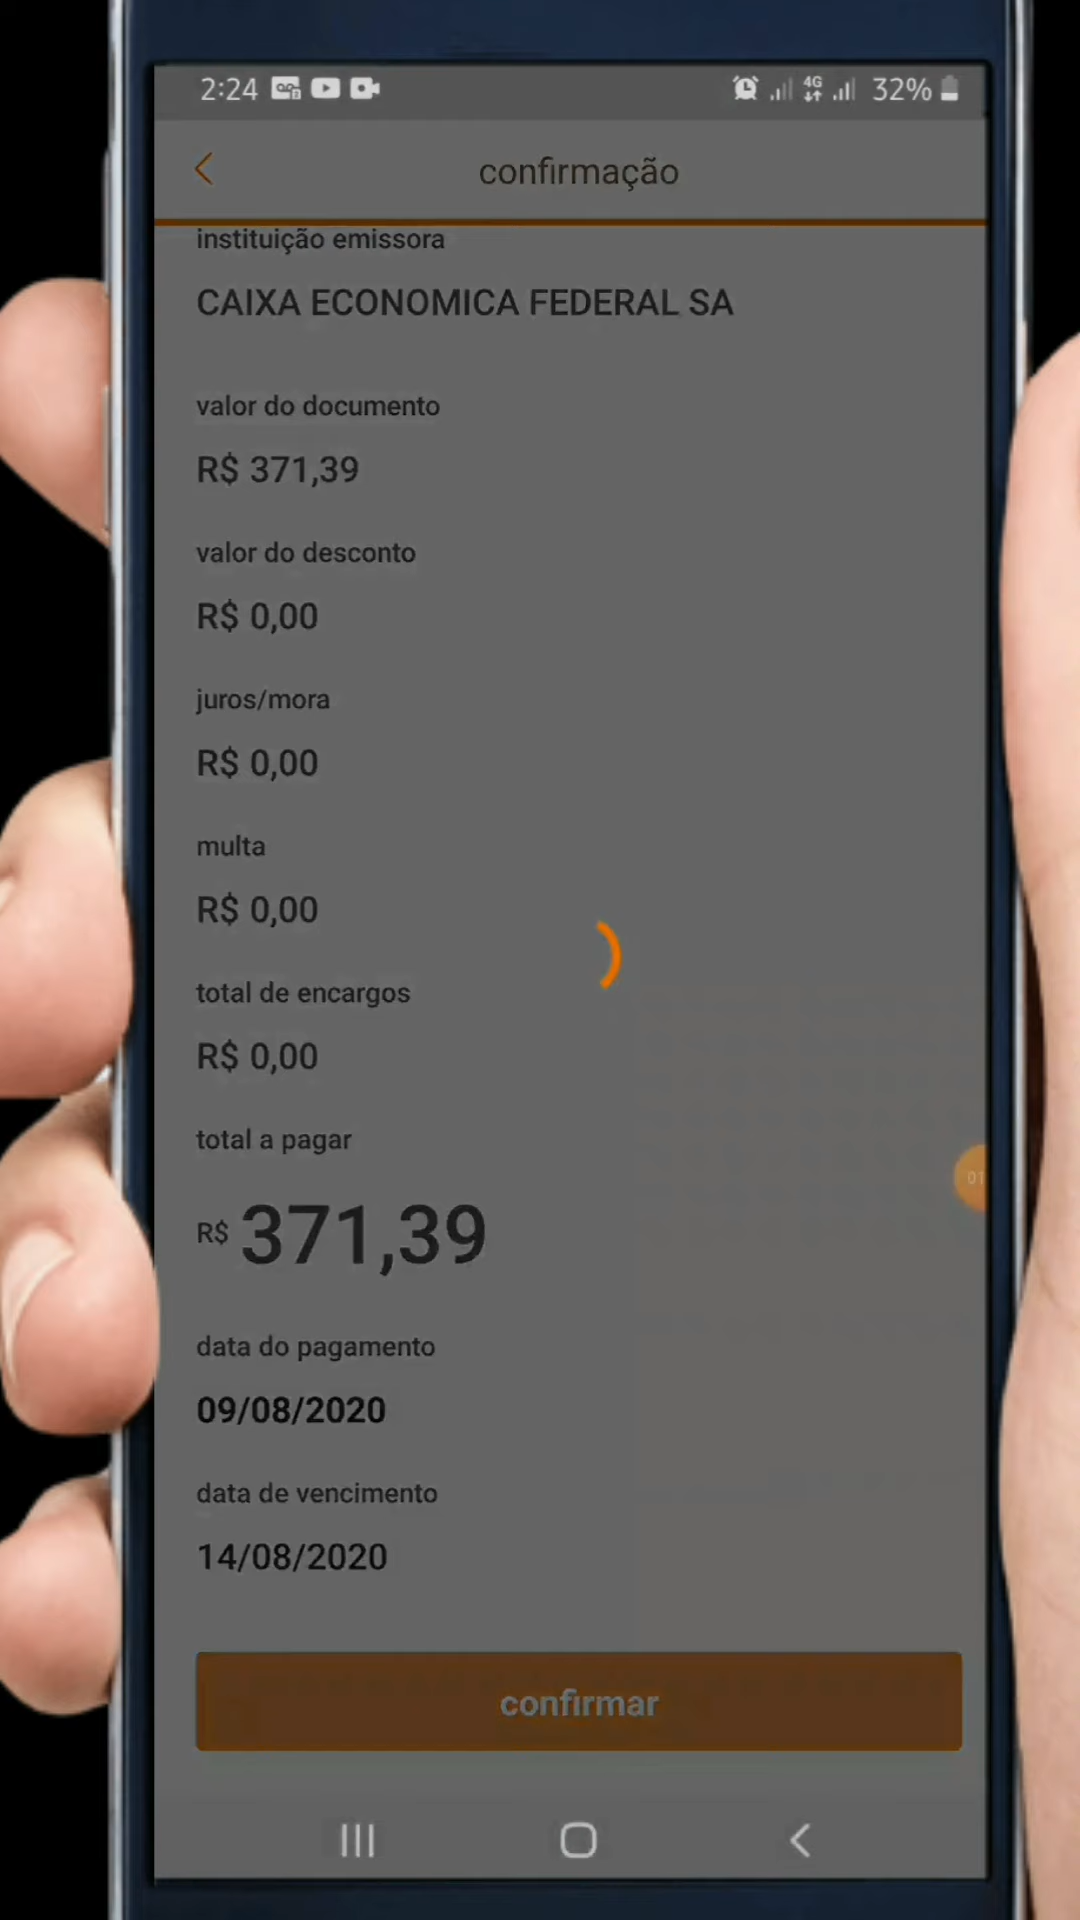 2:24
4G
32%
confirmação
instituição emissora
CAIXA ECONOMICA FEDERAL SA
valor do documento
R$ 371,39
valor do desconto
R$ 0,00
juros/mora
R$ 0,00
multa
R$ 0,00
total de encargos
R$ 0,00
total a pagar
R$ 371,39
01
data do pagamento
09/08/2020
data de vencimento
14/08/2020
confirmar